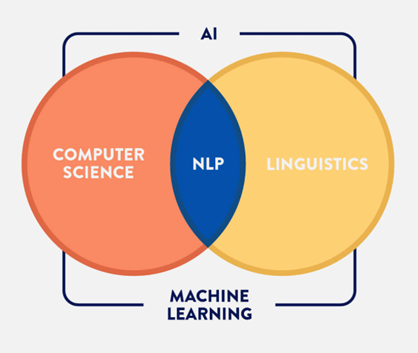 AI
COMPUTER
SCIENCE
NLP
LINGUISTICS
MACHINE
LEARNING